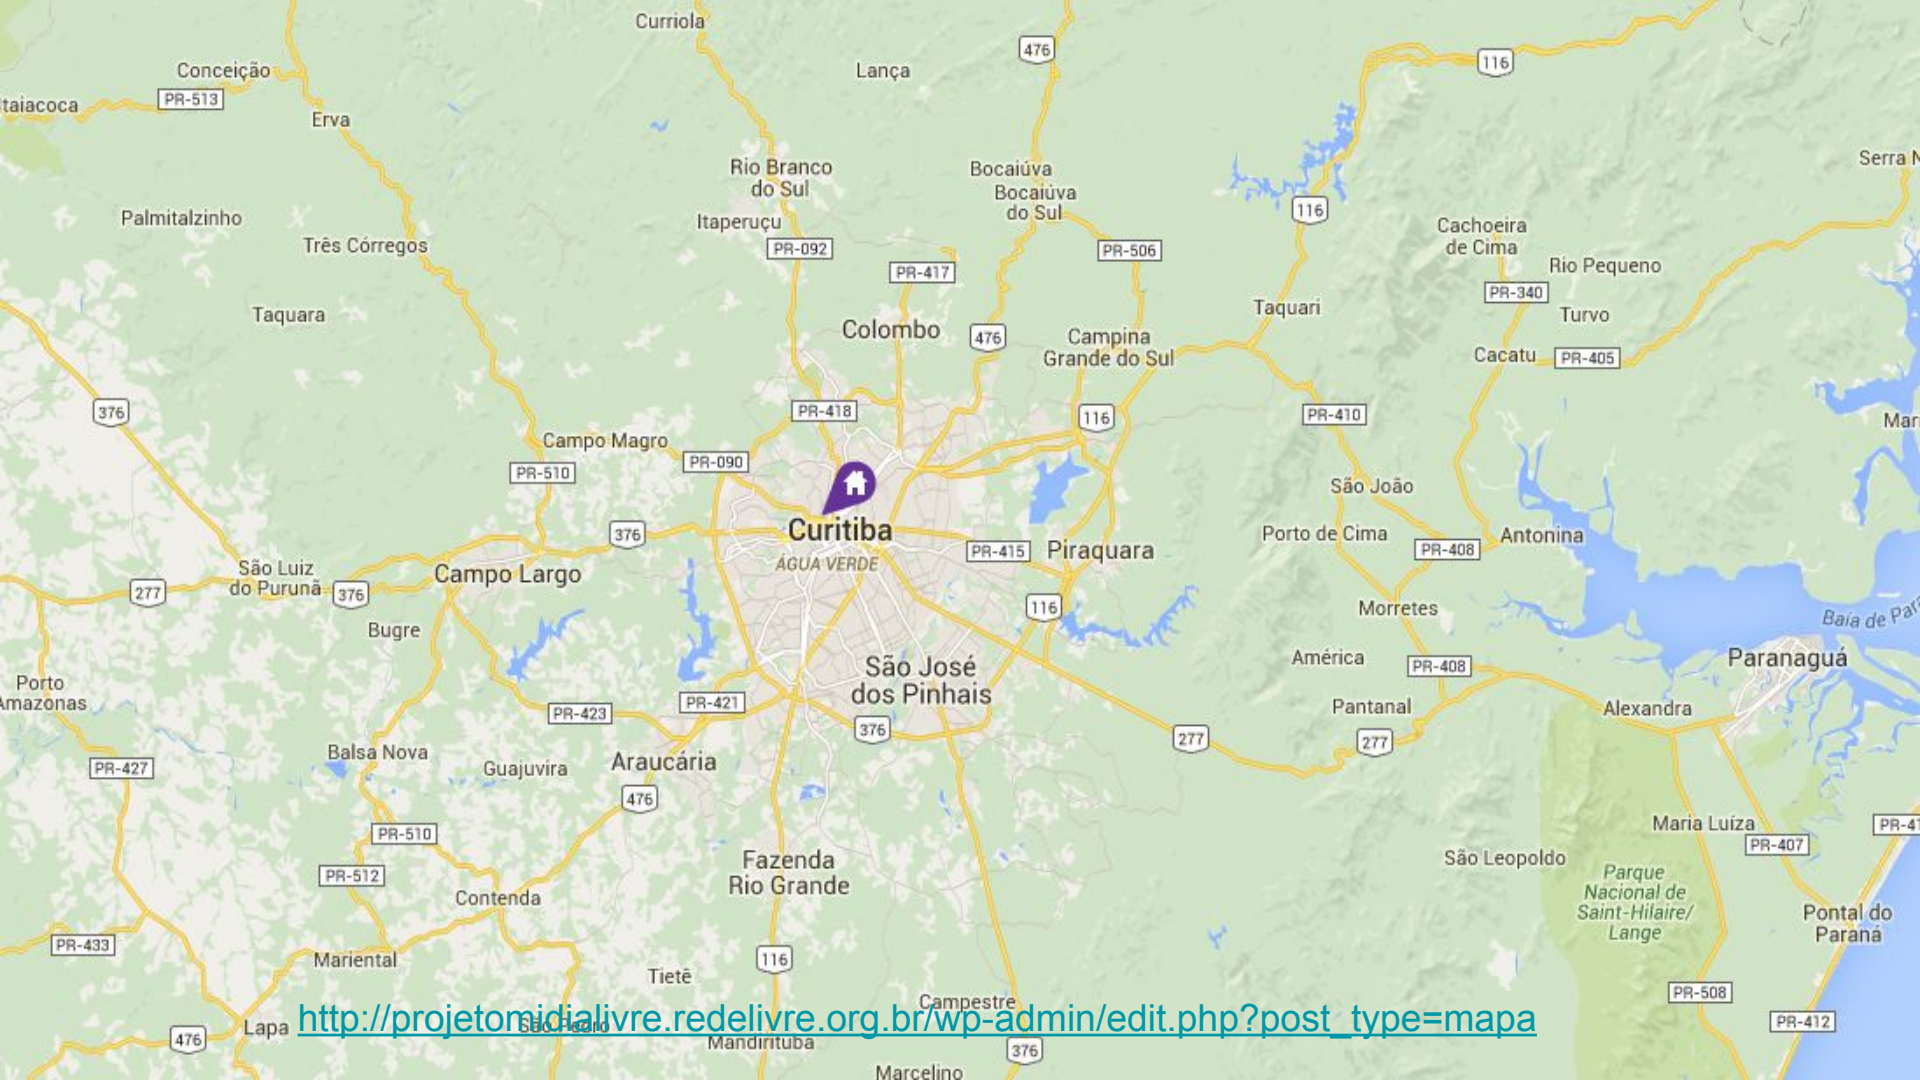 Curriola
476
116
Conceição
Lança
PR-513
taiacoca
Erva
Rio Branco
do Sul
Bocaiúva
Bocaiúva
do Sul
Serra N
116
Palmitalzinho
Itaperuçu
Cachoeira
de Cima
Três Córregos
PR-092
PR-506
Rio Pequeno
PR-417
PR-340
Taquara
Taquari
Turvo
Colombo
476
Campina
Grande do Sul
Cacatu
PR-405
376
PR-418
116
PR-410
Mari
Campo Magro
PR-090
PR-510
São João
Curitiba
376
Porto de Cima
Antonina
PR-415
Piraquara
PR-408
ÁGUA VERDE
São Luiz
do Purunã
Campo Largo
277
376
116
Morretes
Baía de Para
Bugre
América
PR-408
Paranaguá
São José
dos Pinhais
Porto
Amazonas
PR-421
PR-423
Pantanal
Alexandra
376
277
277
Balsa Nova
Araucária
PR-427
Guajuvira
476
Maria Luíza
PR-41
PR-510
PR-407
Fazenda
Rio Grande
São Leopoldo
PR-512
Parque
Nacional de
Saint-Hilaire/
Lange
Contenda
Pontal do
Paraná
PR-433
Mariental
116
Tietê
PR-508
Campestre
http://projetomidialivre.redelivre.org.br/wp-admin/edit.php?post_type=mapa
Lapa
São Pedro
PR-412
476
Mandirituba
376
Marcelino